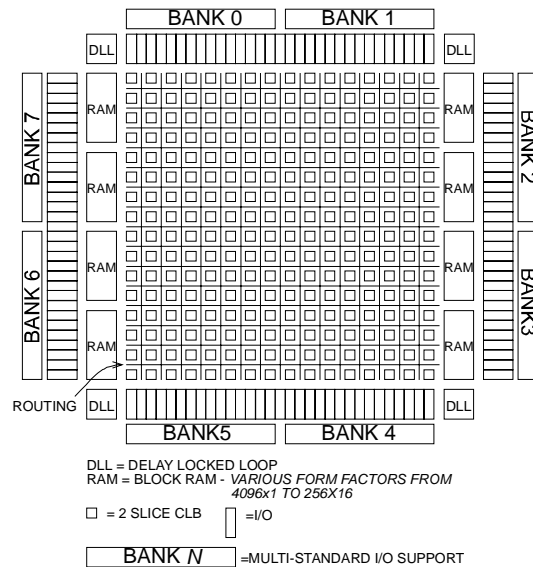 BANK 0 BANK 1
DLL DLL
BANK 7
RAM RAM
BANK 2
RAM RAM
BANK 6
RAM RAM
BANK3
RAM RAM
ROUTING
DLL DLL
BANK5 BANK 4
DLL = DELAY LOCKED LOOP
RAM = BLOCK RAM - VARIOUS FORM FACTORS FROM
4096x1 TO 256X16
= 2 SLICE CLB =I/O
BANK N =MULTI-STANDARD I/O SUPPORT